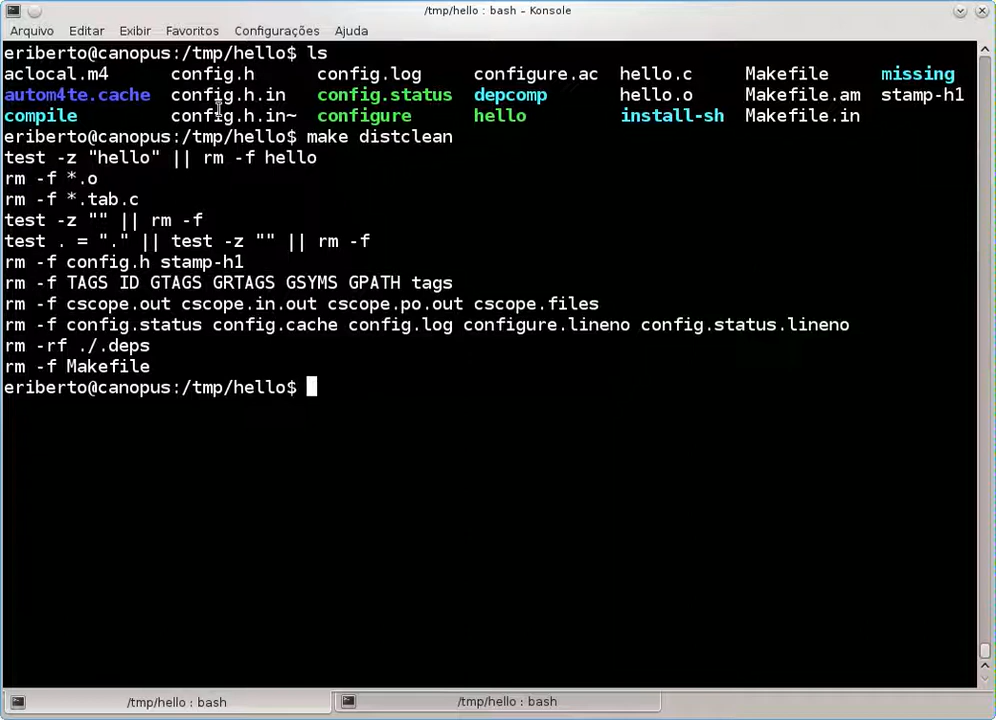 /tmp/hello : bash – Konsole
Arquivo Editar Exibir Favoritos Configurações Ajuda
eriberto@canopus:/tmp/hello$ ls
aclocal.m4 config.h config.log configure.ac hello.c Makefile missing
autom4te.cache config.h.in config.status depcomp hello.o Makefile.am stamp-h1
compile config.h.in~ configure hello install-sh Makefile.in
eriberto@canopus:/tmp/hello$ make distclean
test -z "hello" || rm -f hello
rm -f *.o
rm -f *.tab.c
test -z "" || rm -f
test . = "." || test -z "" || rm -f
rm -f config.h stamp-h1
rm -f TAGS ID GTAGS GRTAGS GSYMS GPATH tags
rm -f cscope.out cscope.in.out cscope.po.out cscope.files
rm -f config.status config.cache config.log configure.lineno config.status.lineno
rm -rf ./.deps
rm -f Makefile
eriberto@canopus:/tmp/hello$
/tmp/hello : bash /tmp/hello : bash